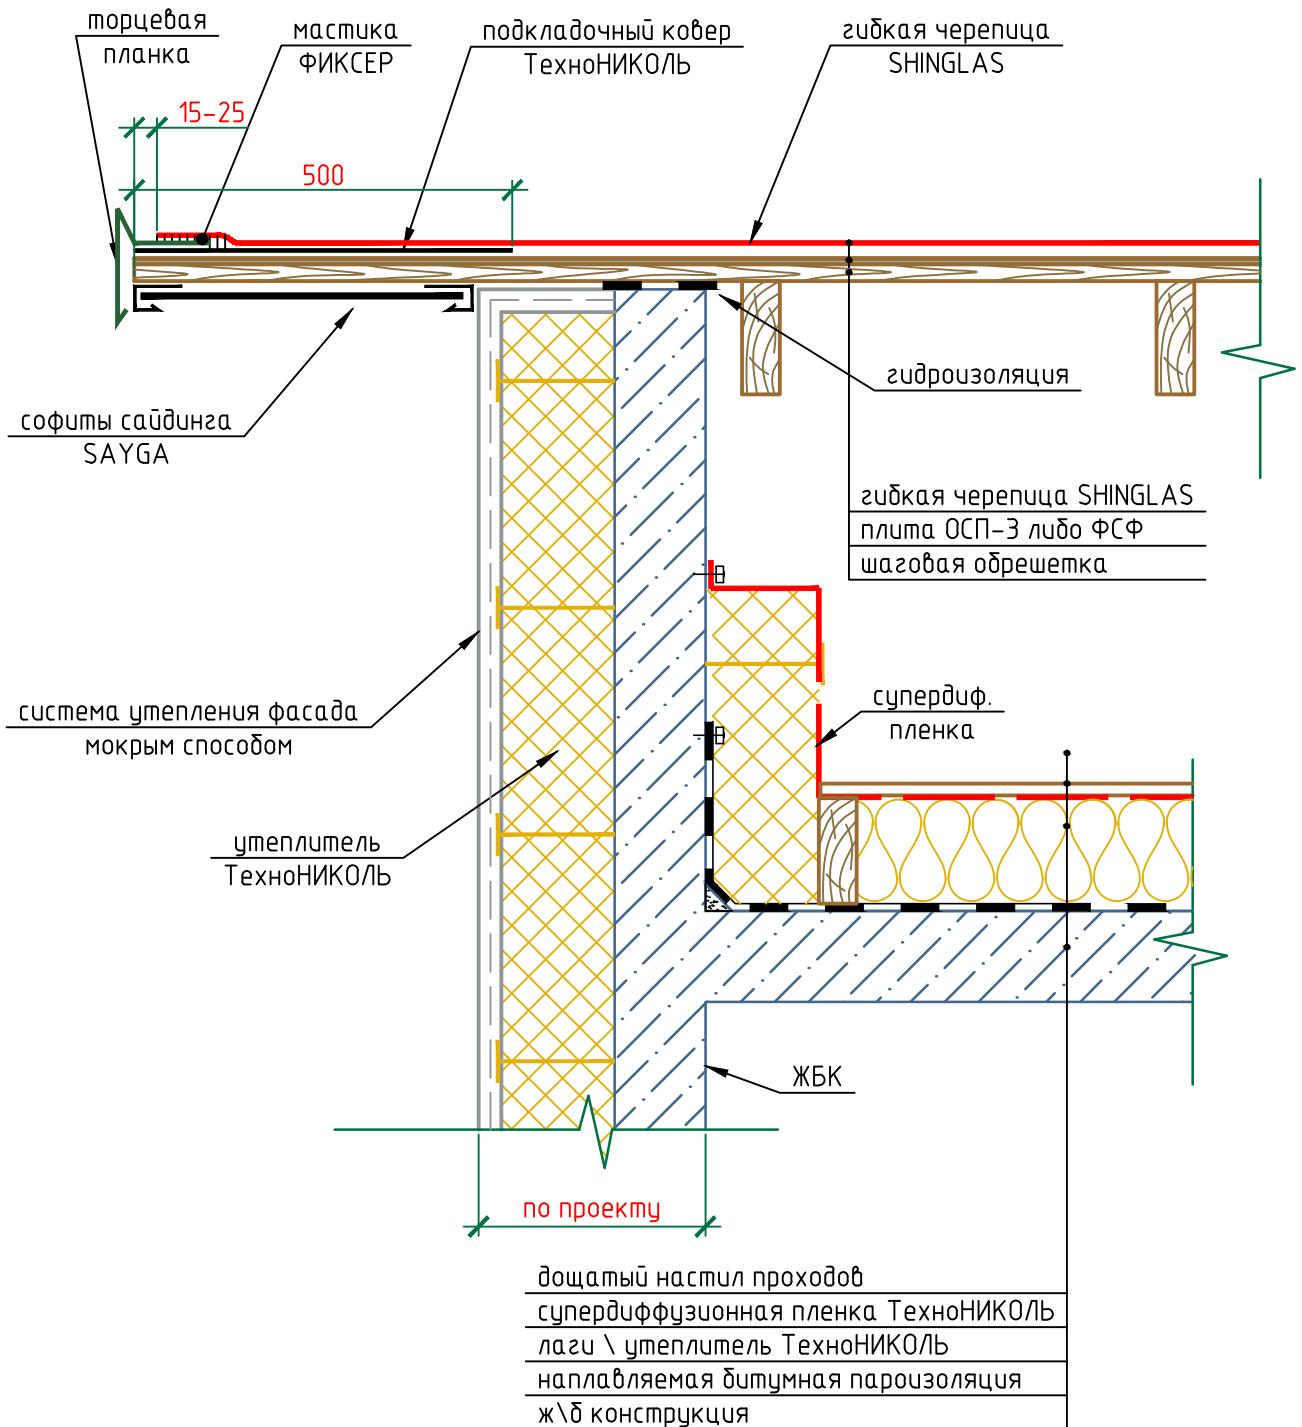 торцевая
планка
мастика
ФИКСЕР
подкладочный ковер
ТехноНИКОЛЬ
гибкая черепица
SHINGLAS
15-25
500
гидроизоляция
софиты сайдинга
SAYGA
гибкая черепица SHINGLAS
плита ОСП-3 либо ФСФ
шаговая обрешетка
супердиф.
пленка
система утепления фасада
мокрым способом
утеплитель
ТехноНИКОЛЬ
ЖБК
по проекту
дощатый настил проходов
супердиффузионная пленка ТехноНИКОЛЬ
лаги \ утеплитель ТехноНИКОЛЬ
наплавляемая битумная пароизоляция
ж\б конструкция